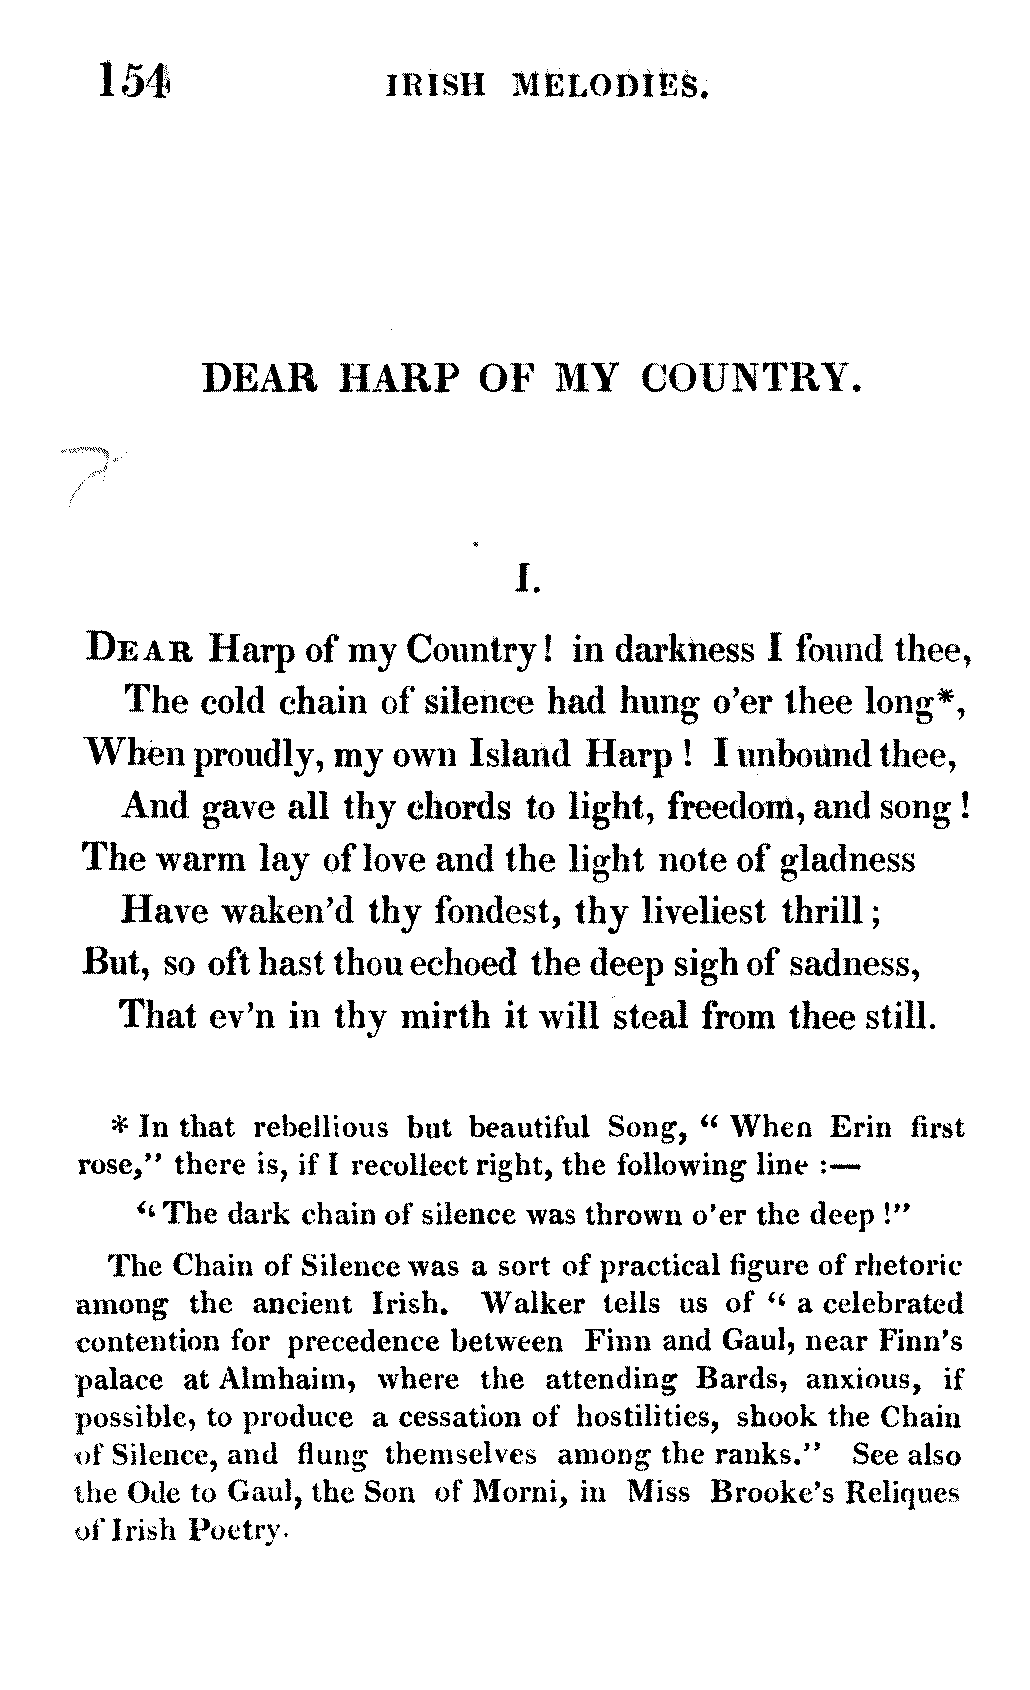 154 IRISH MELODIES.
DEAR HARP OF MY COUNTRY.
I.
DEAR Harp of my Country! in darkness I found thee,
The cold chain of silence had hung o'er thee long*,
When proudly, my own Island Harp! I unbound thee,
And gave all thy chords to light, freedom, and song!
The warm lay of love and the light note of gladness
Have waken'd thy fondest, thy liveliest thrill;
But, so oft hast thou echoed the deep sigh of sadness,
That ev'n in thy mirth it will steal from thee still.
* In that rebellious but beautiful Song, "When Erin first
rose," there is, if I recollect right, the following line:—
"The dark chain of silence was thrown o'er the deep!"
The Chain of Silence was a sort of practical figure of rhetoric
among the ancient Irish. Walker tells us of "a celebrated
contention for precedence between Finn and Gaul, near Finn's
palace at Almhaim, where the attending Bards, anxious, if
possible, to produce a cessation of hostilities, shook the Chain
of Silence, and flung themselves among the ranks." See also
the Ode to Gaul, the Son of Morni, in Miss Brooke's Reliques
of Irish Poetry.